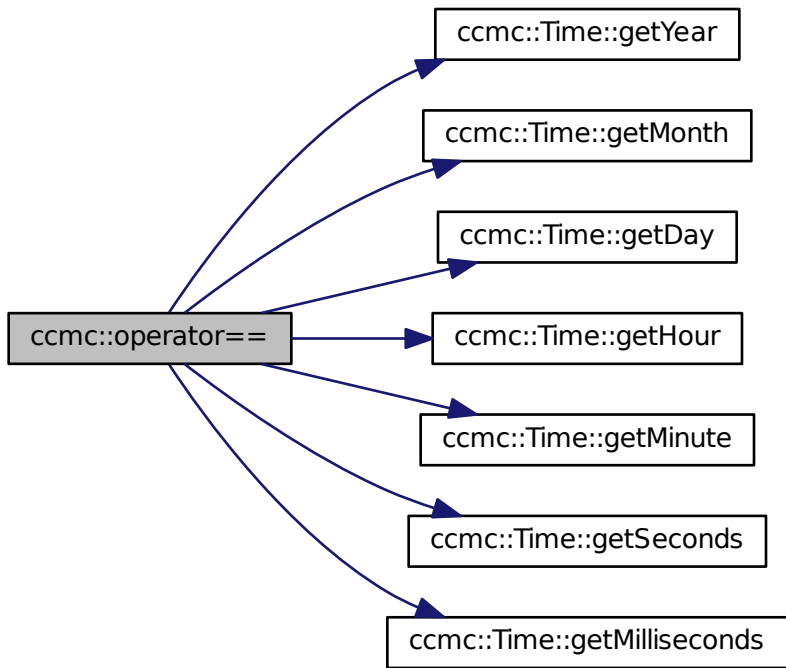 ccmc::Time::getYear
ccmc::Time::getMonth
ccmc::Time::getDay
ccmc::operator==
ccmc::Time::getHour
ccmc::Time::getMinute
ccmc::Time::getSeconds
ccmc::Time::getMilliseconds